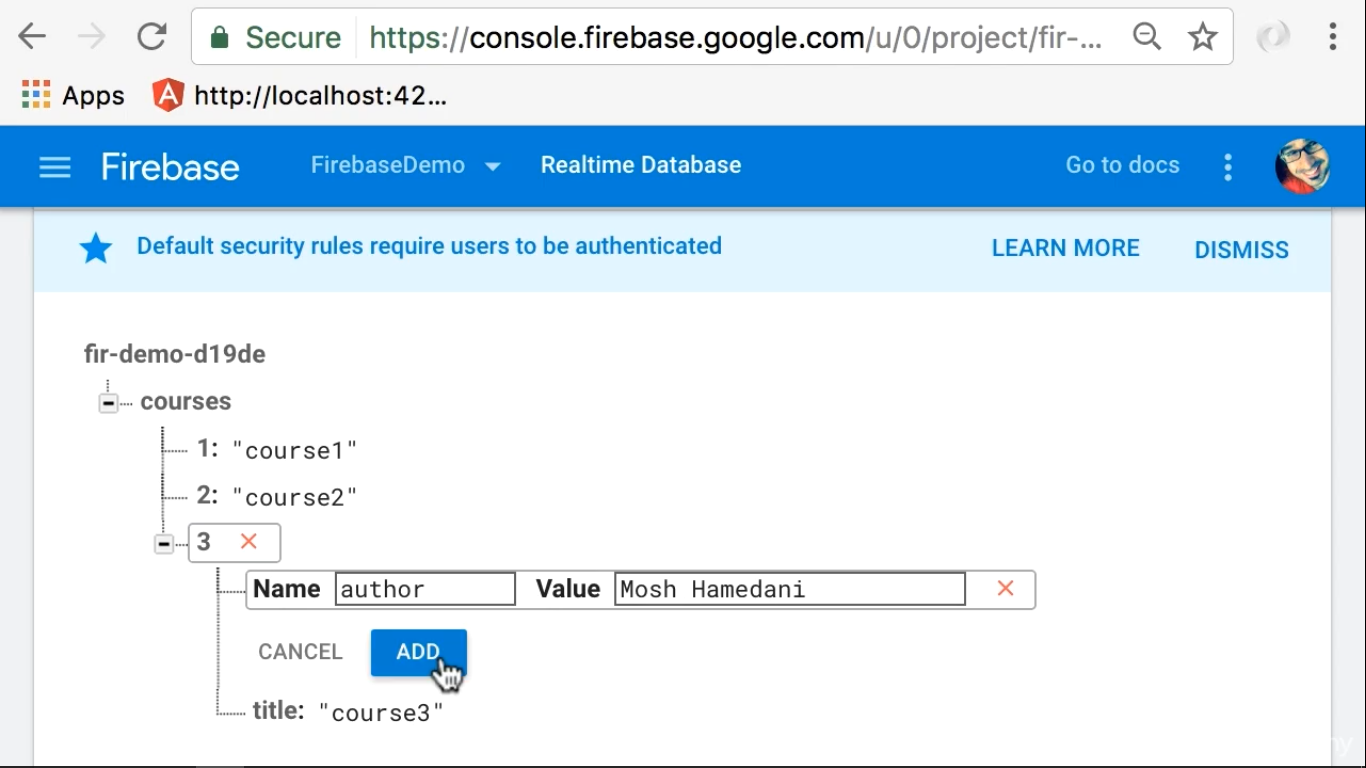 Secure https://console.firebase.google.com/u/0/project/fir-...
Apps http://localhost:42...
Firebase FirebaseDemo Realtime Database Go to docs
Default security rules require users to be authenticated LEARN MORE DISMISS
fir-demo-d19de
courses
1: "course1"
2: "course2"
3
Name author Value Mosh Hamedani
CANCEL ADD
title: "course3"